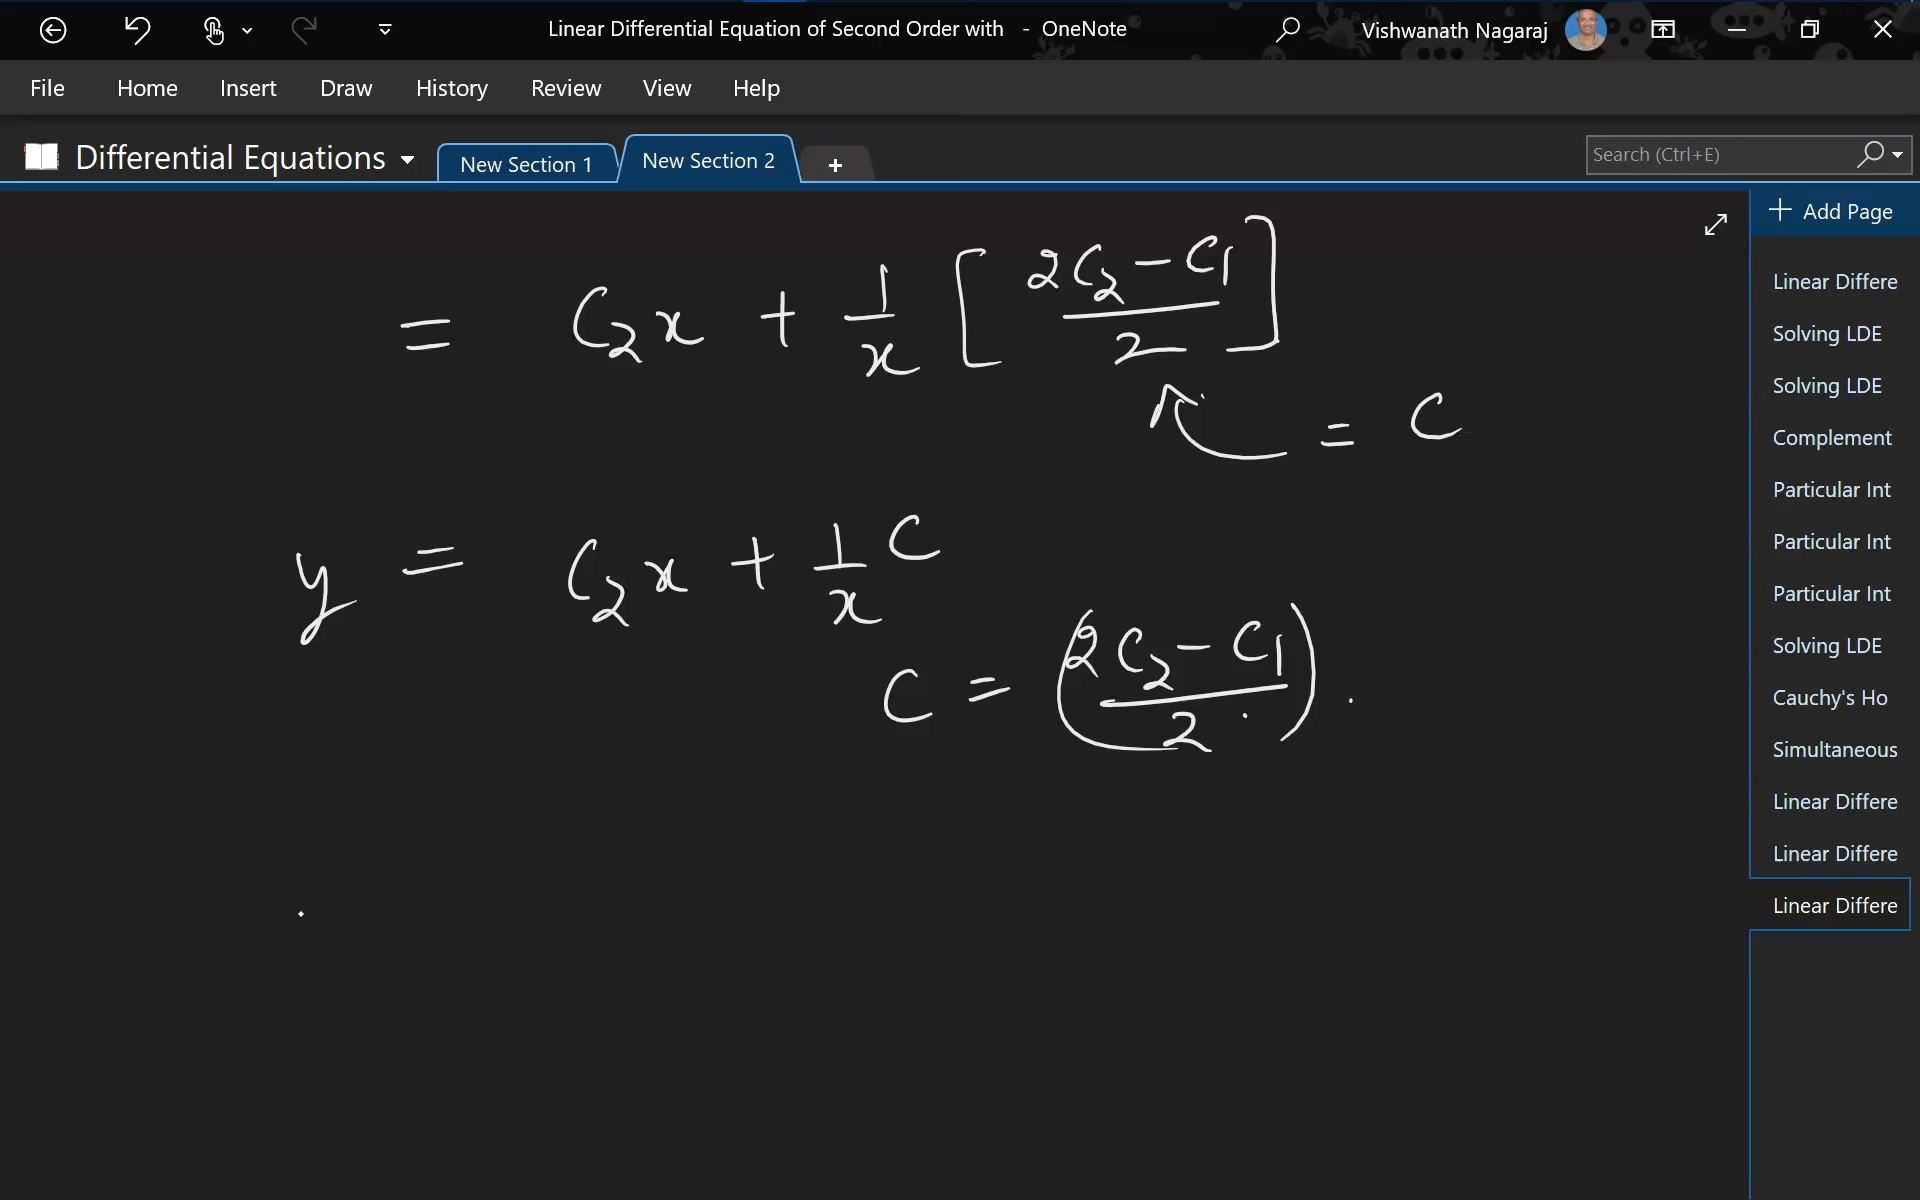 Linear Differential Equation of Second Order with - OneNote
Vishwanath Nagaraj
File Home Insert Draw History Review View Help
Differential Equations New Section 1 New Section 2 +
Search (Ctrl+E)
+ Add Page
= C₂x + 1/x [ (2C₂ - C₁)/2 ]
= C
y = C₂x + 1/x C
C = ( (2C₂ - C₁)/2 ) .
Linear Differe
Solving LDE
Solving LDE
Complement
Particular Int
Particular Int
Particular Int
Solving LDE
Cauchy's Ho
Simultaneous
Linear Differe
Linear Differe
Linear Differe